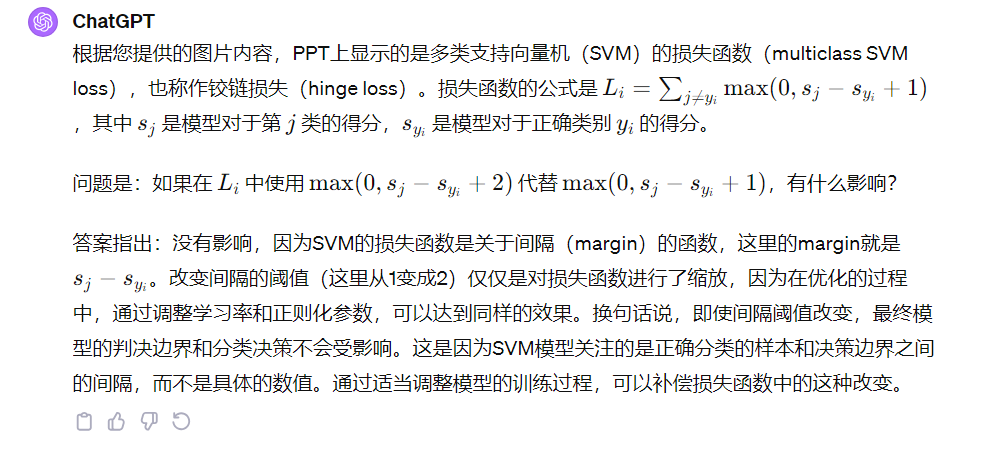 ChatGPT
根据您提供的图片内容，PPT上显示的是多类支持向量机（SVM）的损失函数（multiclass SVM
loss），也称作铰链损失（hinge loss）。损失函数的公式是 $L_i = \sum_{j \neq y_i} \max(0, s_j - s_{y_i} + 1)$
，其中 $s_j$ 是模型对于第 $j$ 类的得分，$s_{y_i}$ 是模型对于正确类别 $y_i$ 的得分。
问题是：如果在 $L_i$ 中使用 $\max(0, s_j - s_{y_i} + 2)$ 代替 $\max(0, s_j - s_{y_i} + 1)$，有什么影响？
答案指出：没有影响，因为SVM的损失函数是关于间隔（margin）的函数，这里的margin就是
$s_j - s_{y_i}$。改变间隔的阈值（这里从1变成2）仅仅是对损失函数进行了缩放，因为在优化的过程
中，通过调整学习率和正则化参数，可以达到同样的效果。换句话说，即使间隔阈值改变，最终模
型的判决边界和分类决策不会受影响。这是因为SVM模型关注的是正确分类的样本和决策边界之间
的间隔，而不是具体的数值。通过适当调整模型的训练过程，可以补偿损失函数中的这种改变。